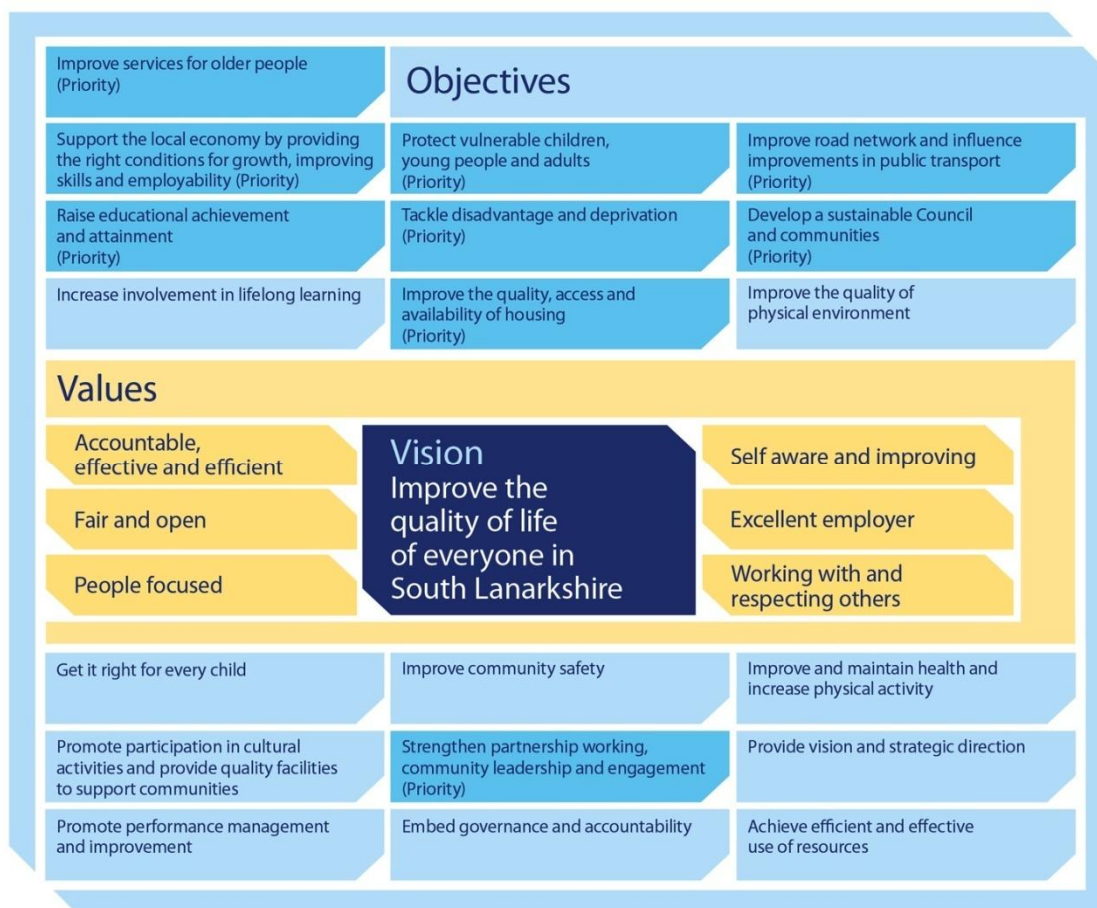 Improve services for older people
(Priority)
Objectives
Support the local economy by providing
the right conditions for growth, improving
skills and employability (Priority)
Protect vulnerable children,
young people and adults
(Priority)
Improve road network and influence
improvements in public transport
(Priority)
Raise educational achievement
and attainment
(Priority)
Tackle disadvantage and deprivation
(Priority)
Develop a sustainable Council
and communities
(Priority)
Increase involvement in lifelong learning
Improve the quality, access and
availability of housing
(Priority)
Improve the quality of
physical environment
Values
Accountable,
effective and efficient
Fair and open
People focused
Vision
Improve the
quality of life
of everyone in
South Lanarkshire
Self aware and improving
Excellent employer
Working with and
respecting others
Get it right for every child
Improve community safety
Improve and maintain health and
increase physical activity
Promote participation in cultural
activities and provide quality facilities
to support communities
Strengthen partnership working,
community leadership and engagement
(Priority)
Provide vision and strategic direction
Promote performance management
and improvement
Embed governance and accountability
Achieve efficient and effective
use of resources